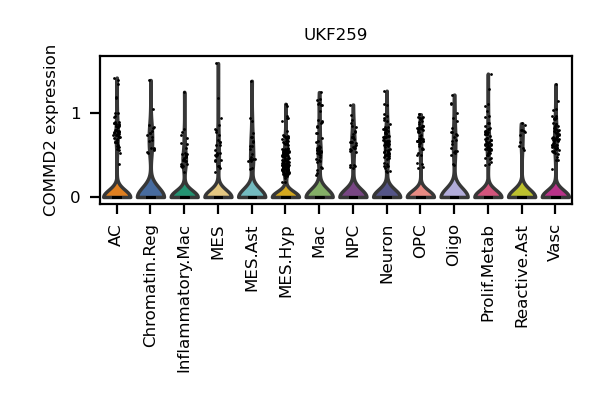 UKF259
COMMD2 expression
1
0
AC
Chromatin.Reg
Inflammatory.Mac
MES
MES.Ast
MES.Hyp
Mac
NPC
Neuron
OPC
Oligo
Prolif.Metab
Reactive.Ast
Vasc